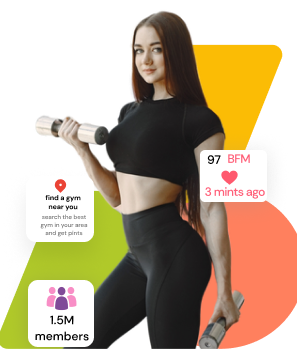 97 BFM
3 mints ago
find a gym
near you
search the best
gym in your area
and get pints
1.5M
members